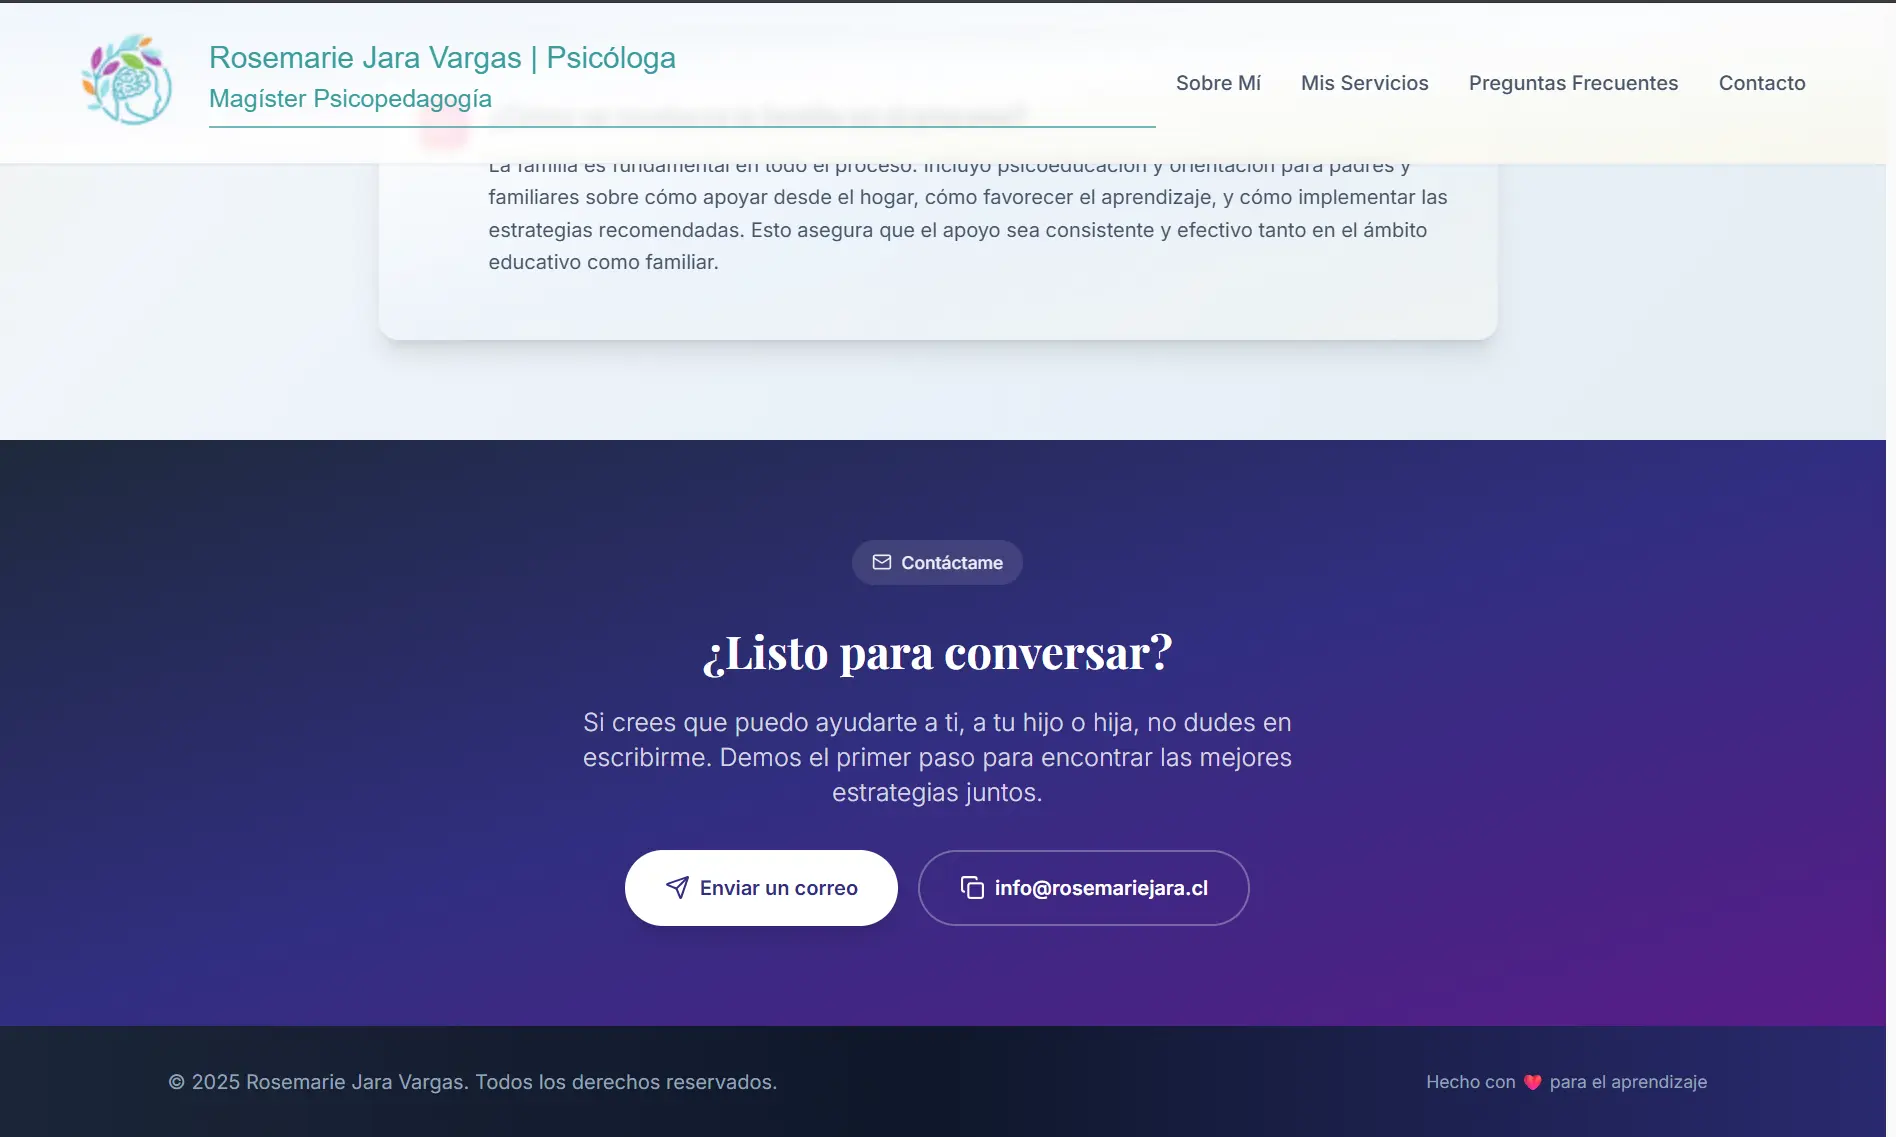 Rosemarie Jara Vargas | Psicóloga
Magíster Psicopedagogía
Sobre Mí
Mis Servicios
Preguntas Frecuentes
Contacto
La familia es fundamental en todo el proceso. Incluyo psicoeducación y orientación para padres y
familiares sobre cómo apoyar desde el hogar, cómo favorecer el aprendizaje, y cómo implementar las
estrategias recomendadas. Esto asegura que el apoyo sea consistente y efectivo tanto en el ámbito
educativo como familiar.
Contáctame
¿Listo para conversar?
Si crees que puedo ayudarte a ti, a tu hijo o hija, no dudes en
escribirme. Demos el primer paso para encontrar las mejores
estrategias juntos.
Enviar un correo
info@rosemariejara.cl
© 2025 Rosemarie Jara Vargas. Todos los derechos reservados.
Hecho con ❤️ para el aprendizaje